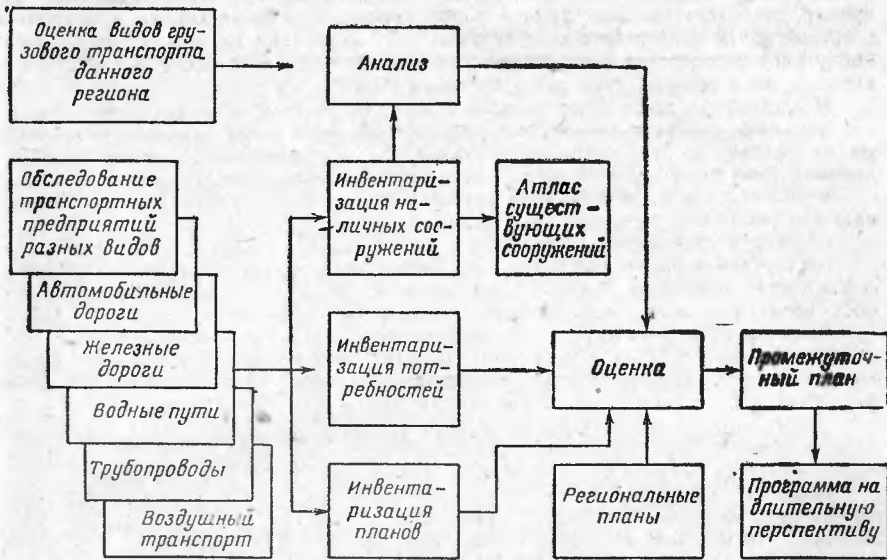 Оценка видов гру-
зового транспорта
данного
региона
Анализ
Обследование
транспортных
предприятий
разных видов
Автомобильные
дороги
Железные
дороги
Водные пути
Трубопроводы
Воздушный
транспорт
Инвентари-
зация на-
личных соо-
ружений
Атлас
сущест-
вующих
сооружений
Инвентари-
зация пот-
ребностей
Инвента-
ризация
планов
Оценка
Региональные
планы
Промежуточ-
ный план
Программа на
длительную
перспективу